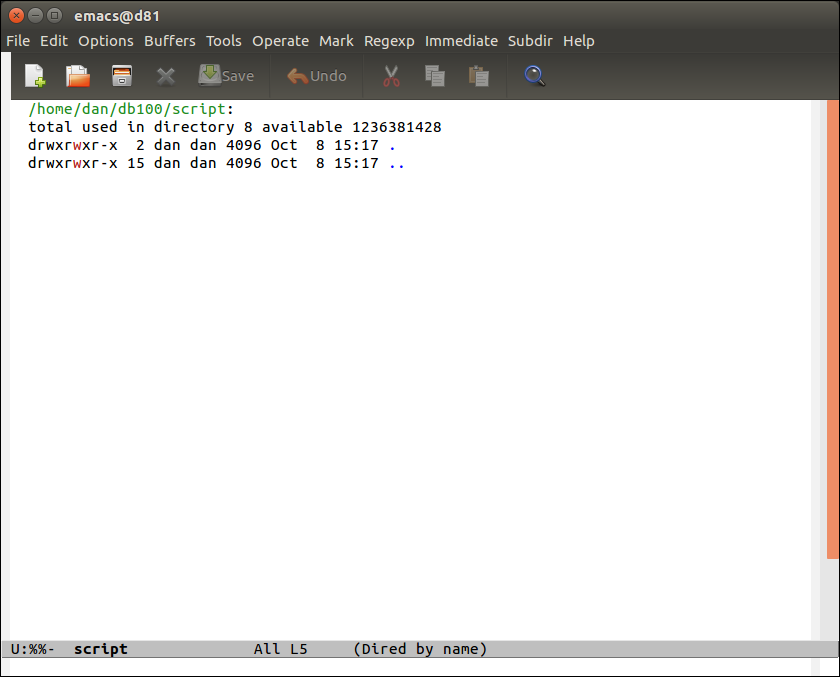 emacs@d81
File Edit Options Buffers Tools Operate Mark Regexp Immediate Subdir Help
Save Undo
/home/dan/db100/script:
total used in directory 8 available 1236381428
drwxrwxr-x  2 dan dan 4096 Oct  8 15:17 .
drwxrwxr-x 15 dan dan 4096 Oct  8 15:17 ..
U:%%-  script              All L5     (Dired by name)